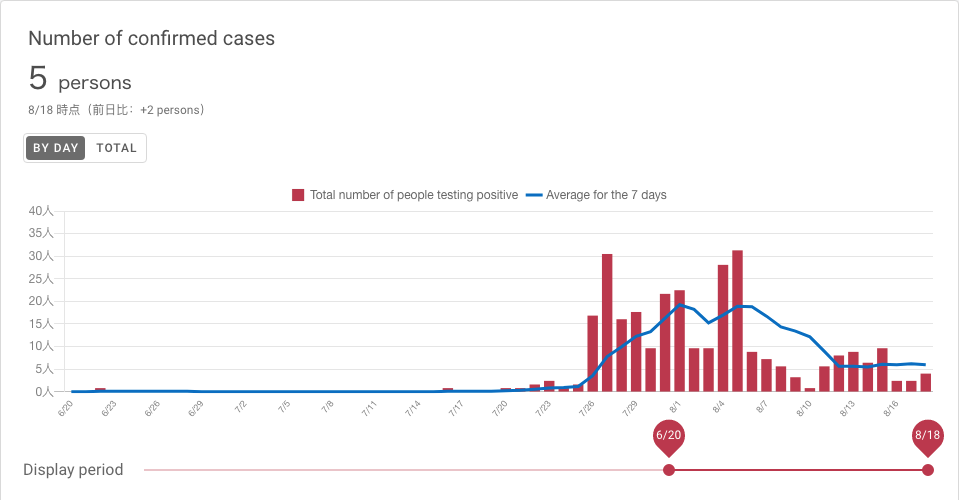 Number of confirmed cases
5 persons
8/18 時点（前日比：+2 persons）
BY DAY TOTAL
Total number of people testing positive Average for the 7 days
40人
35人
30人
25人
20人
15人
10人
5人
0人
6/20 6/23 6/26 6/29 7/2 7/5 7/8 7/11 7/14 7/17 7/20 7/23 7/26 7/29 8/1 8/4 8/7 8/10 8/13 8/16
6/20 8/18
Display period